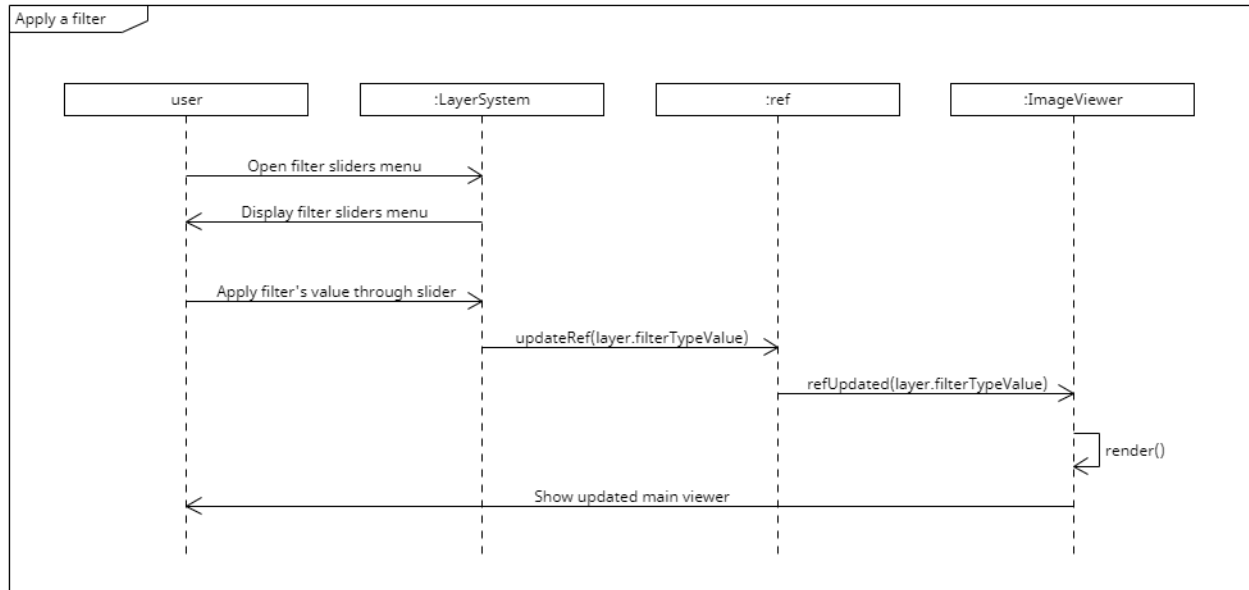 Apply a filter
user
:LayerSystem
:ref
:ImageViewer
Open filter sliders menu
Display filter sliders menu
Apply filter's value through slider
updateRef(layer.filterTypeValue)
refUpdated(layer.filterTypeValue)
render()
Show updated main viewer